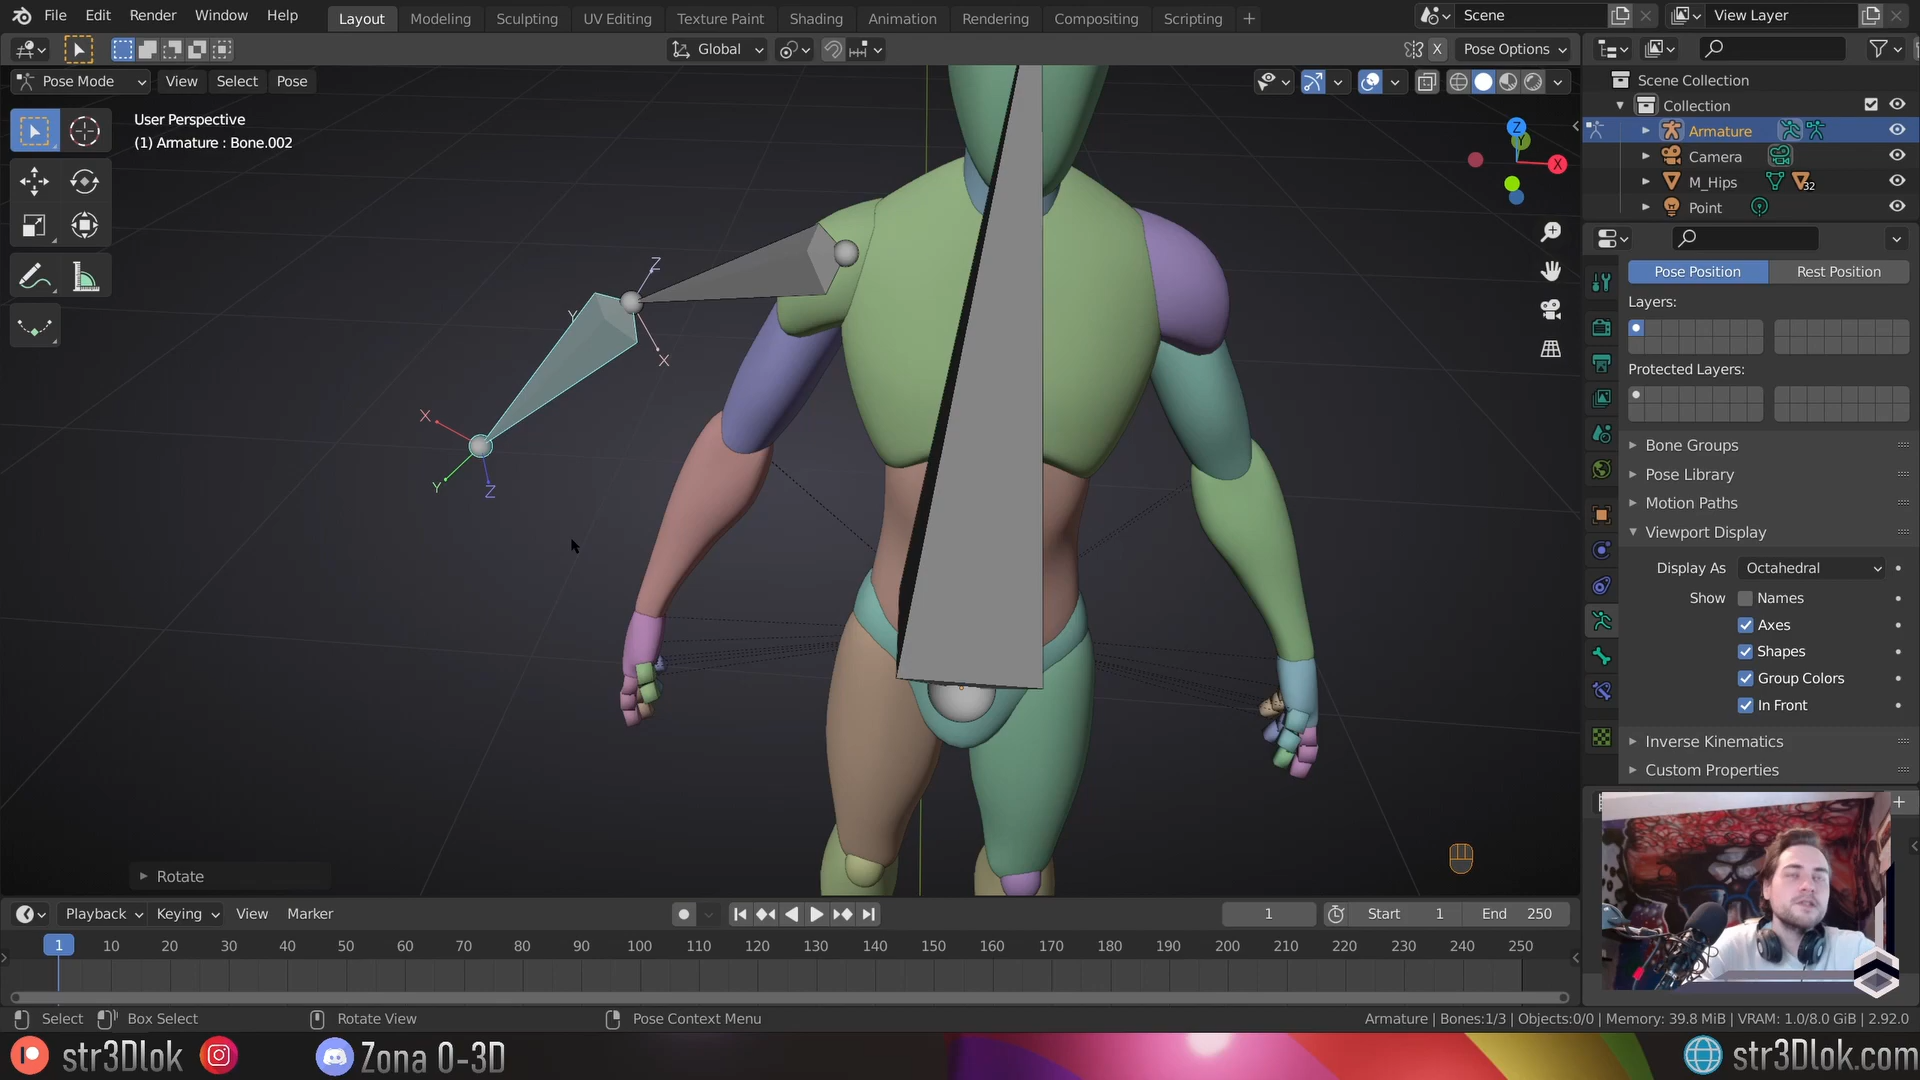 File Edit Render Window Help Layout Modeling Sculpting UV Editing Texture Paint Shading Animation Rendering Compositing Scripting + Scene View Layer
Global X Pose Options
Pose Mode View Select Pose
User Perspective
(1) Armature : Bone.002
Z
Y
X
X
Y
Z
Z
Y
X
Scene Collection
Collection
Armature
Camera
M_Hips 32
Point
Pose Position Rest Position
Layers:
Protected Layers:
Bone Groups
Pose Library
Motion Paths
Viewport Display
Display As Octahedral
Show Names
Axes
Shapes
Group Colors
In Front
Inverse Kinematics
Custom Properties
Rotate
Playback Keying View Marker 1 Start 1 End 250
1 10 20 30 40 50 60 70 80 90 100 110 120 130 140 150 160 170 180 190 200 210 220 230 240 250
Select Box Select Rotate View Pose Context Menu Armature | Bones:1/3 | Objects:0/0 | Memory: 39.8 MiB | VRAM: 1.0/8.0 GiB | 2.92.0
str3Dlok Zona 0-3D str3Dlok.com